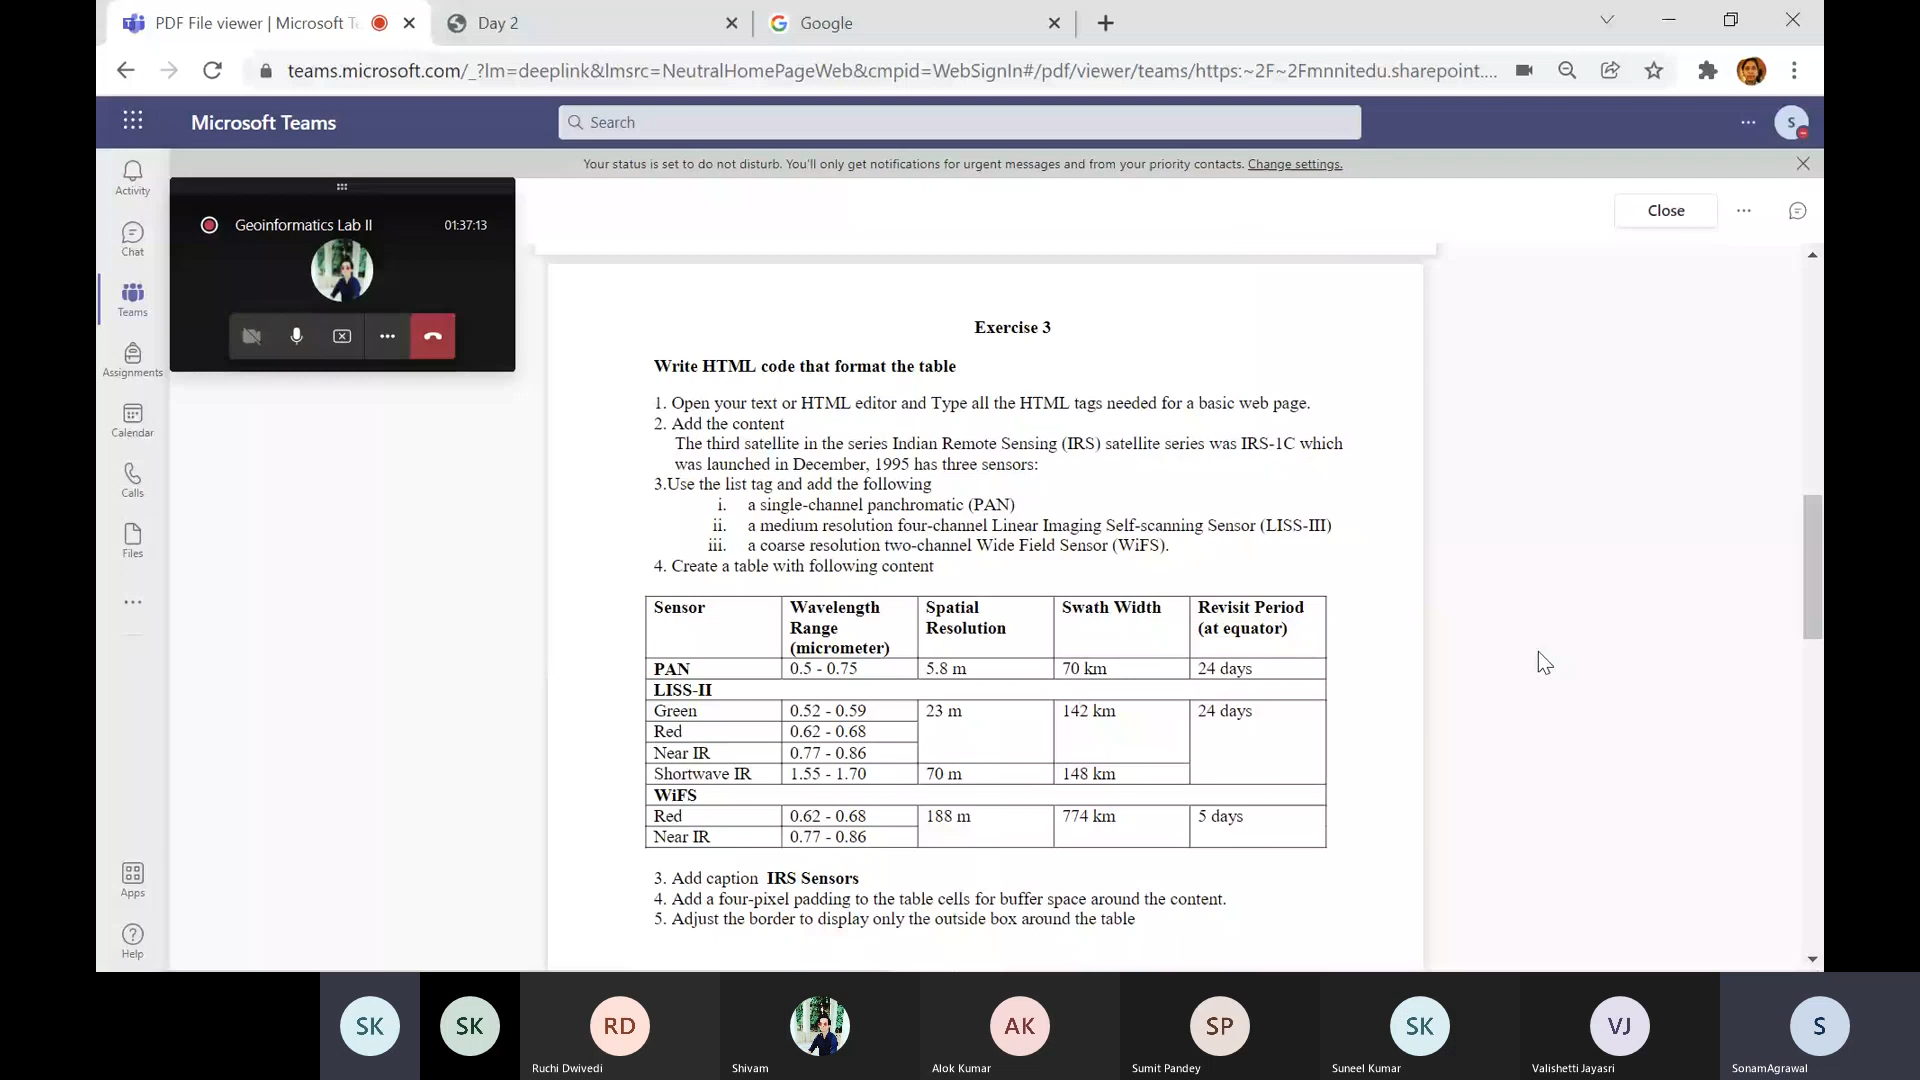 PDF File viewer | Microsoft Te
Day 2
Google
teams.microsoft.com/_?lm=deeplink&lmsrc=NeutralHomePageWeb&cmpid=WebSignIn#/pdf/viewer/teams/https:~2F~2Fmnnitedu.sharepoint....
Microsoft Teams
Search
S
Your status is set to do not disturb. You'll only get notifications for urgent messages and from your priority contacts. Change settings.
Activity
Chat
Teams
Assignments
Calendar
Calls
Files
Apps
Help
Geoinformatics Lab II 01:37:13
Close
Exercise 3
Write HTML code that format the table
1. Open your text or HTML editor and Type all the HTML tags needed for a basic web page.
2. Add the content
The third satellite in the series Indian Remote Sensing (IRS) satellite series was IRS-1C which
was launched in December, 1995 has three sensors:
3.Use the list tag and add the following
i. a single-channel panchromatic (PAN)
ii. a medium resolution four-channel Linear Imaging Self-scanning Sensor (LISS-III)
iii. a coarse resolution two-channel Wide Field Sensor (WiFS).
4. Create a table with following content
Sensor Wavelength Spatial Swath Width Revisit Period
Range Resolution (at equator)
(micrometer)
PAN 0.5 - 0.75 5.8 m 70 km 24 days
LISS-II
Green 0.52 - 0.59 23 m 142 km 24 days
Red 0.62 - 0.68
Near IR 0.77 - 0.86
Shortwave IR 1.55 - 1.70 70 m 148 km
WiFS
Red 0.62 - 0.68 188 m 774 km 5 days
Near IR 0.77 - 0.86
3. Add caption IRS Sensors
4. Add a four-pixel padding to the table cells for buffer space around the content.
5. Adjust the border to display only the outside box around the table
SK SK RD AK SP SK VJ S
Ruchi Dwivedi Shivam Alok Kumar Sumit Pandey Suneel Kumar Valishetti Jayasri SonamAgrawal